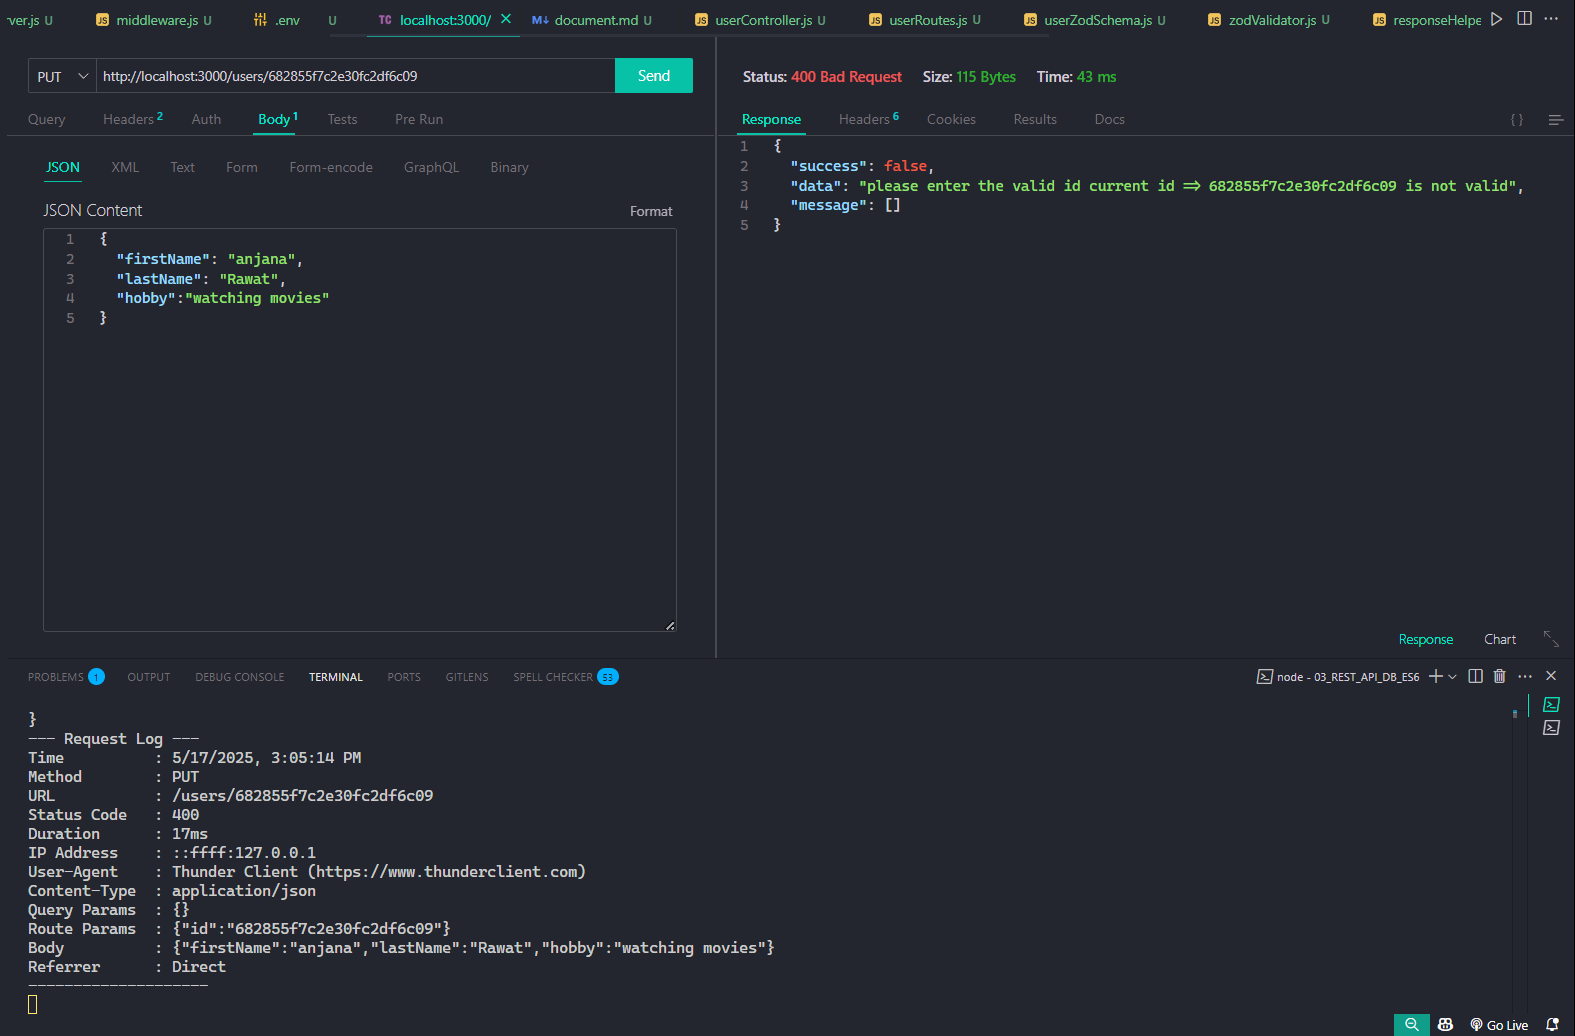 ver.js U
JS middleware.js U
.env U
TC localhost:3000/
M↓ document.md U
JS userController.js U
JS userRoutes.js U
JS userZodSchema.js U
JS zodValidator.js U
JS responseHelpe
PUT http://localhost:3000/users/682855f7c2e30fc2df6c09 Send
Query Headers 2 Auth Body 1 Tests Pre Run
JSON XML Text Form Form-encode GraphQL Binary
JSON Content Format
1 {
2 "firstName": "anjana",
3 "lastName": "Rawat",
4 "hobby":"watching movies"
5 }
Status: 400 Bad Request Size: 115 Bytes Time: 43 ms
Response Headers 6 Cookies Results Docs { }
1 {
2 "success": false,
3 "data": "please enter the valid id current id => 682855f7c2e30fc2df6c09 is not valid",
4 "message": []
5 }
Response Chart
PROBLEMS 1 OUTPUT DEBUG CONSOLE TERMINAL PORTS GITLENS SPELL CHECKER 53
node - 03_REST_API_DB_ES6
}
--- Request Log ---
Time : 5/17/2025, 3:05:14 PM
Method : PUT
URL : /users/682855f7c2e30fc2df6c09
Status Code : 400
Duration : 17ms
IP Address : ::ffff:127.0.0.1
User-Agent : Thunder Client (https://www.thunderclient.com)
Content-Type : application/json
Query Params : {}
Route Params : {"id":"682855f7c2e30fc2df6c09"}
Body : {"firstName":"anjana","lastName":"Rawat","hobby":"watching movies"}
Referrer : Direct
--------------------
Go Live